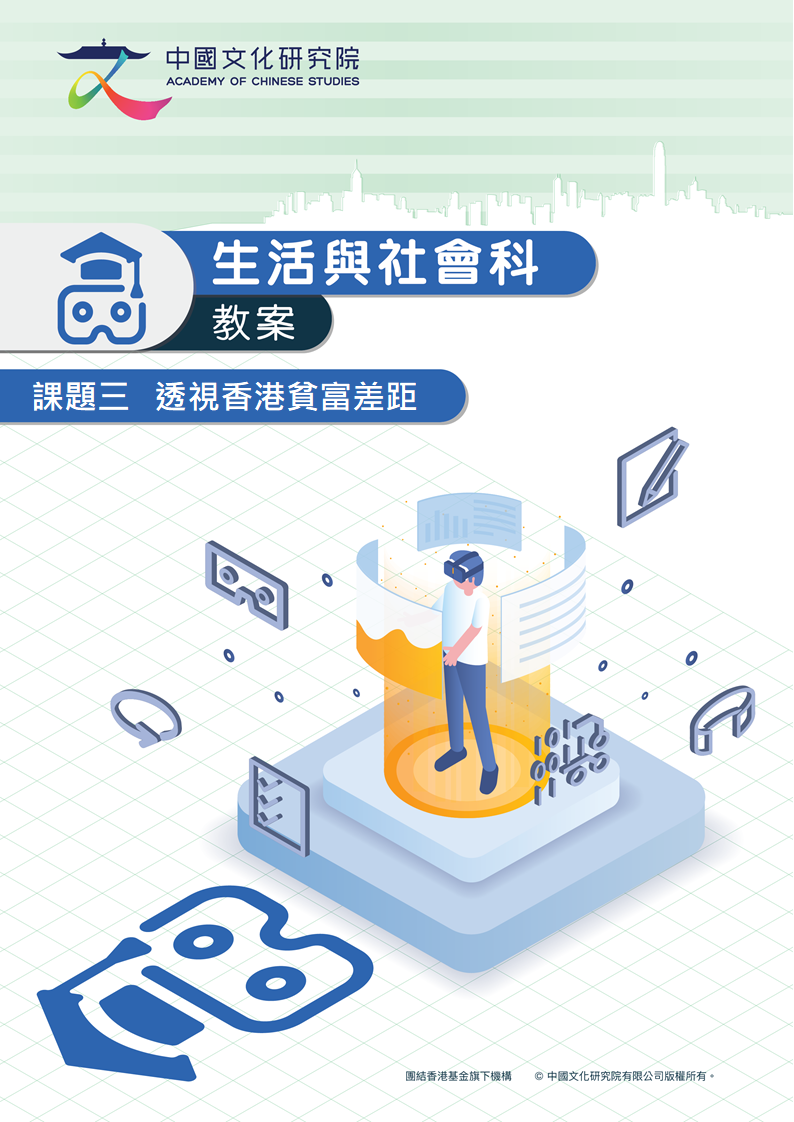 中國文化研究院
ACADEMY OF CHINESE STUDIES
生活與社會科
教案
課題三 透視香港貧富差距
團結香港基金旗下機構 © 中國文化研究院有限公司版權所有。